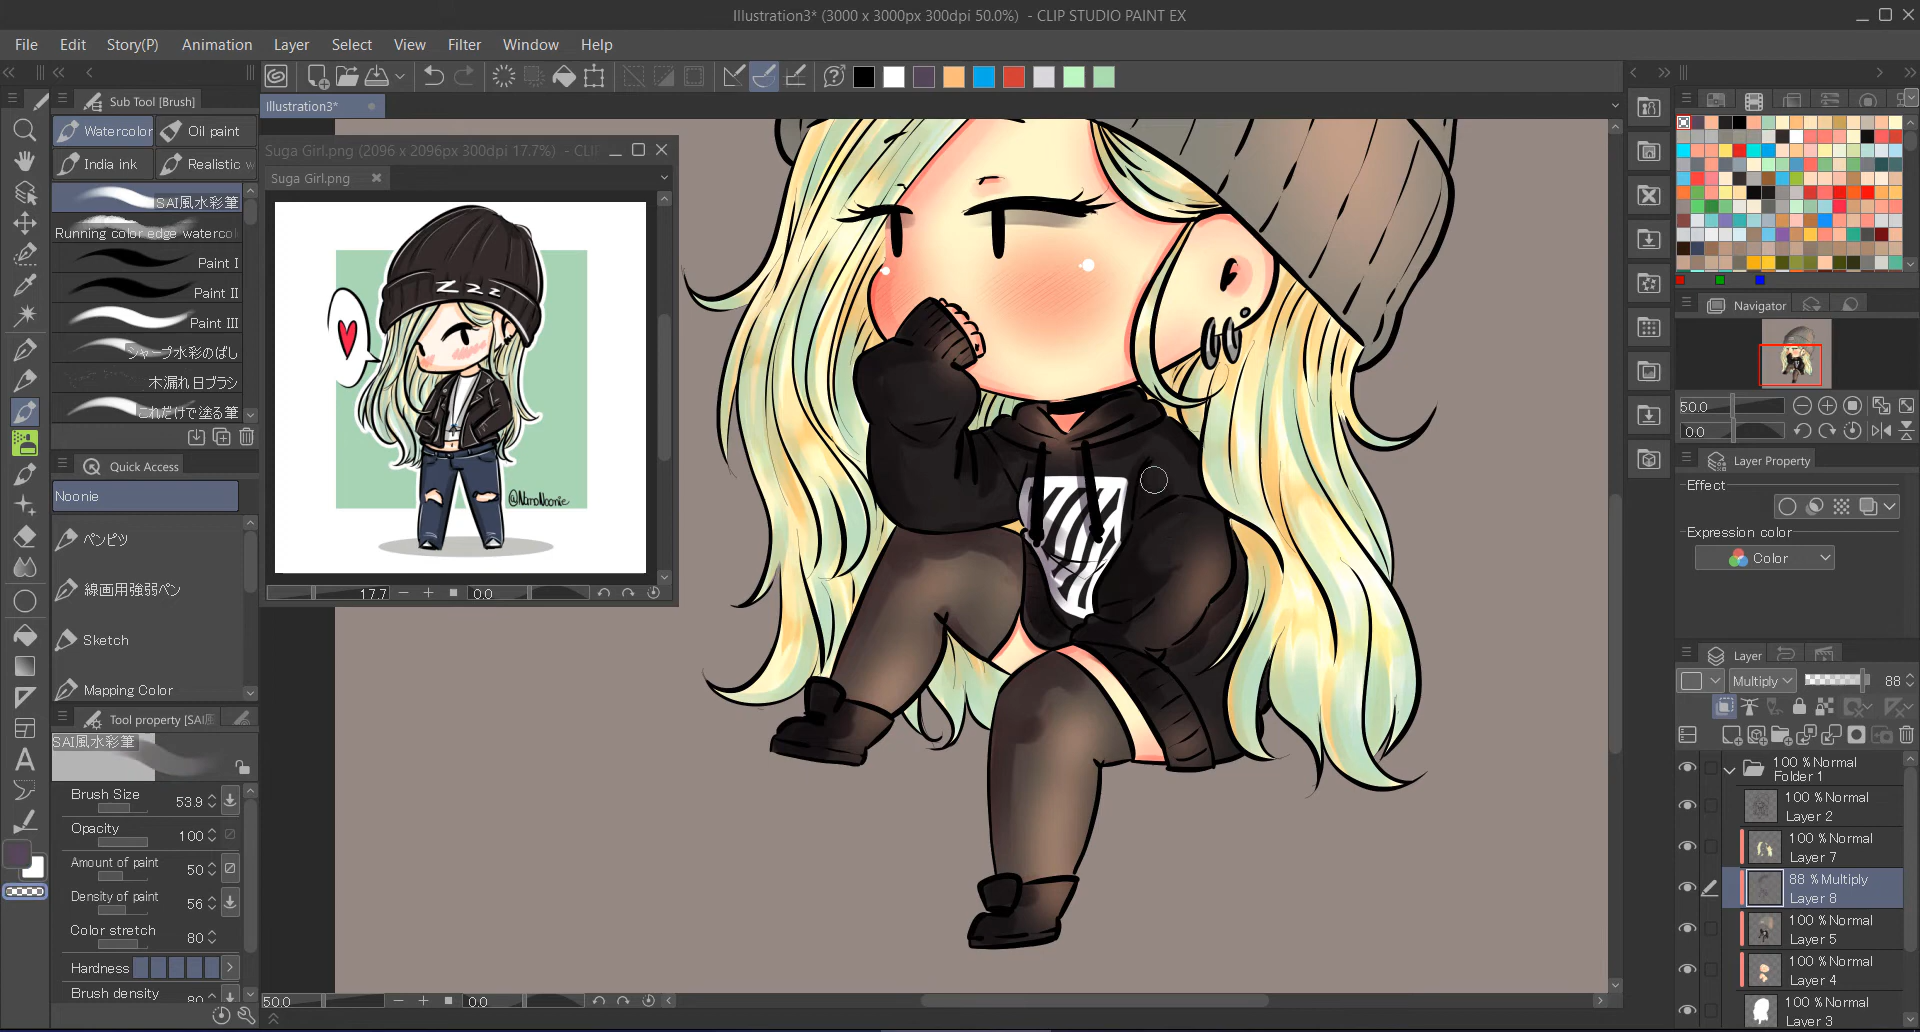 Illustration3* (3000 x 3000px 300dpi 50.0%)  - CLIP STUDIO PAINT EX
File Edit Story(P) Animation Layer Select View Filter Window Help
Sub Tool [Brush]
Watercolor Oil paint
India ink Realistic w
SAI風水彩筆
Running color edge watercol
Paint I
Paint II
Paint III
シャープ水彩のばし
木漏れ日ブラシ
これだけで塗る筆
Quick Access
Noonie
ペンピツ
線画用強弱ペン
Sketch
Mapping Color
Tool property [SAI風
SAI風水彩筆
Brush Size 53.9
Opacity 100
Amount of paint 50
Density of paint 56
Color stretch 80
Hardness
Brush density 80
Illustration3*
Suga Girl.png (2096 x 2096px 300dpi 17.7%)  - CLI
Suga Girl.png
Zzz
@NanoNoonie
17.7 0.0
50.0 0.0
Navigator
50.0
0.0
Layer Property
Effect
Expression color
Color
Layer
Multiply 88
100 % Normal
Folder 1
100 % Normal
Layer 2
100 % Normal
Layer 7
88 % Multiply
Layer 8
100 % Normal
Layer 5
100 % Normal
Layer 4
100 % Normal
Layer 3